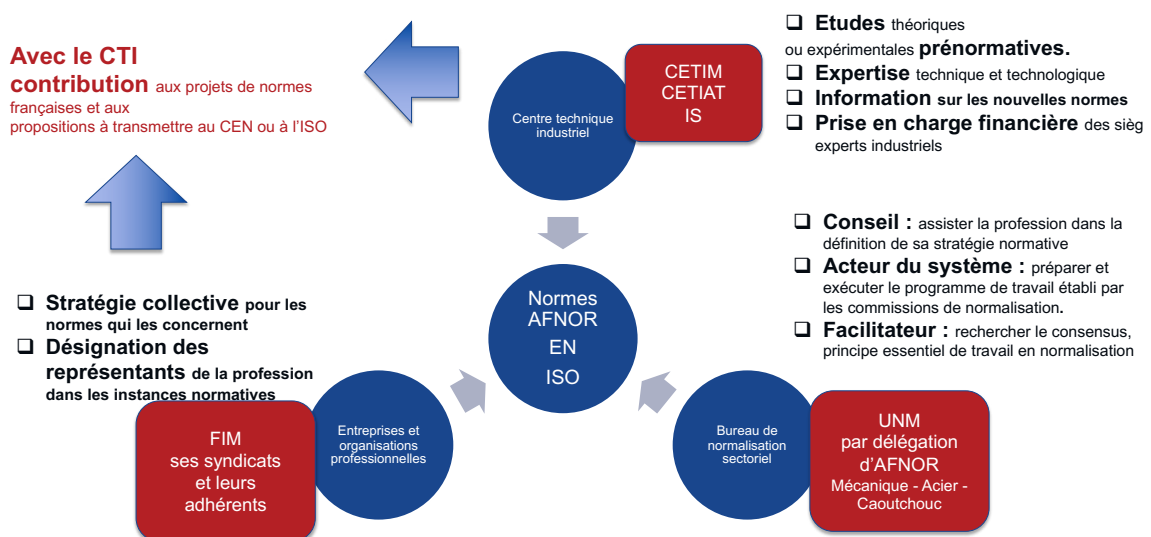 Avec le CTI
contribution aux projets de normes
françaises et aux
propositions à transmettre au CEN ou à l'ISO
Centre technique
industriel
CETIM
CETIAT
IS
❑ Etudes théoriques
ou expérimentales prénormatives.
❑ Expertise technique et technologique
❑ Information sur les nouvelles normes
❑ Prise en charge financière des sièg
experts industriels
❑ Conseil : assister la profession dans la
définition de sa stratégie normative
❑ Acteur du système : préparer et
exécuter le programme de travail établi par
les commissions de normalisation.
❑ Facilitateur : rechercher le consensus,
principe essentiel de travail en normalisation
Normes
AFNOR
EN
ISO
❑ Stratégie collective pour les
normes qui les concernent
❑ Désignation des
représentants de la profession
dans les instances normatives
FIM
ses syndicats
et leurs
adhérents
Entreprises et
organisations
professionnelles
Bureau de
normalisation
sectoriel
UNM
par délégation
d'AFNOR
Mécanique - Acier -
Caoutchouc